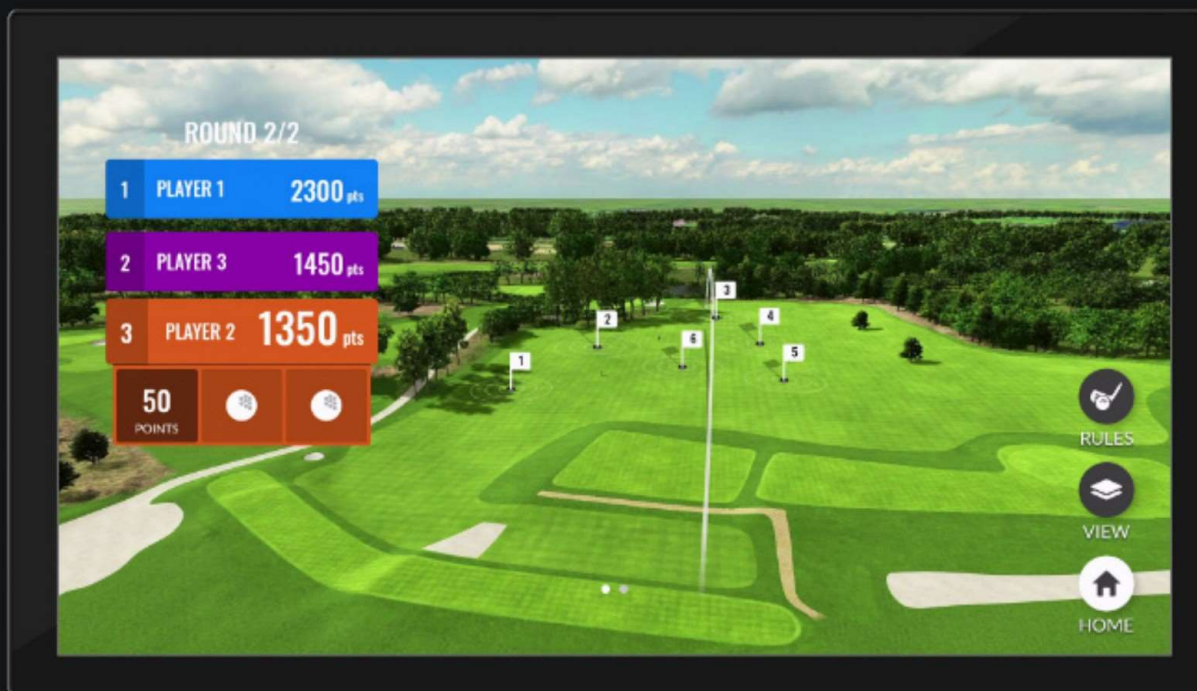 ROUND 2/2
1 PLAYER 1 2300 pts
2 PLAYER 3 1450 pts
3 PLAYER 2 1350 pts
50
POINTS
3
2
4
6
5
1
RULES
VIEW
HOME